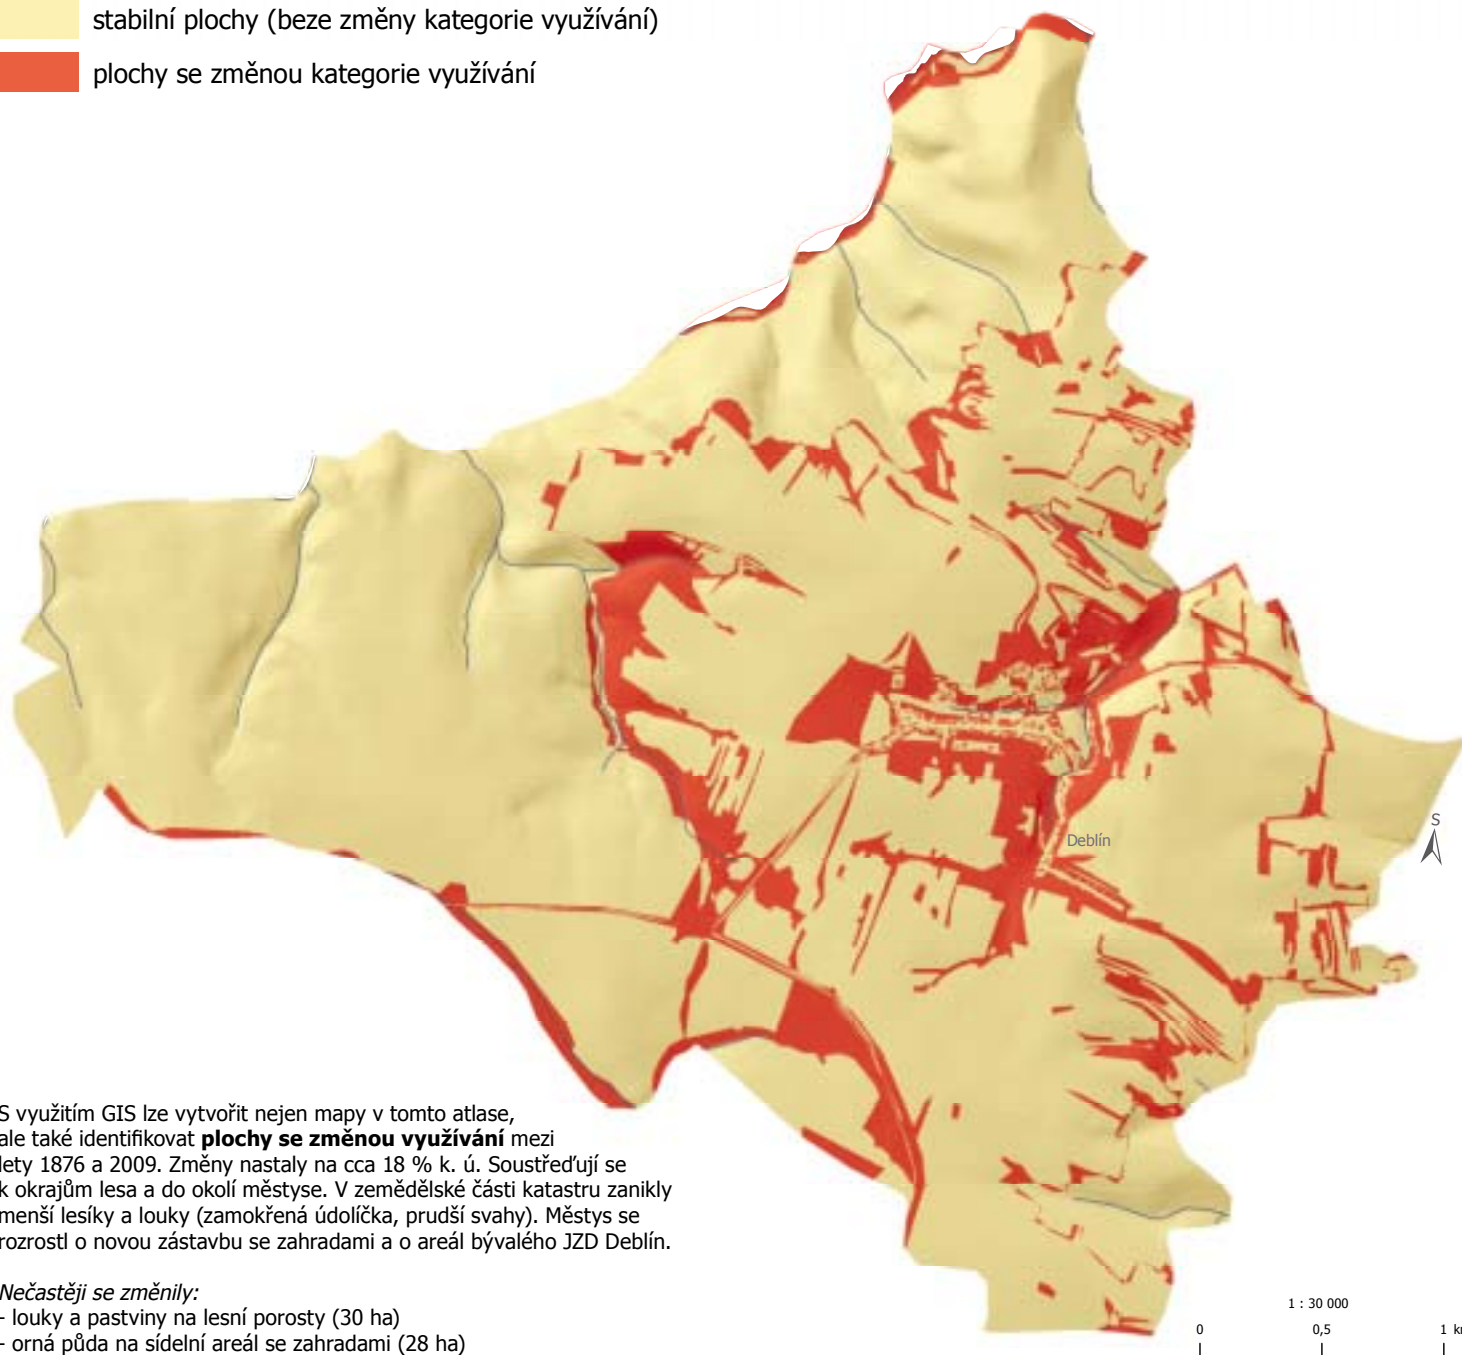 stabilní plochy (beze změny kategorie využívání)
plochy se změnou kategorie využívání
Deblín
S
S využitím GIS lze vytvořit nejen mapy v tomto atlase,
ale také identifikovat plochy se změnou využívání mezi
lety 1876 a 2009. Změny nastaly na cca 18 % k. ú. Soustřeďují se
k okrajům lesa a do okolí městyse. V zemědělské části katastru zanikly
menší lesíky a louky (zamokřená údolíčka, prudší svahy). Městys se
rozrostl o novou zástavbu se zahradami a o areál bývalého JZD Deblín.
Nečastěji se změnily:
- louky a pastviny na lesní porosty (30 ha)
- orná půda na sídelní areál se zahradami (28 ha)
1 : 30 000
0 0,5 1 km